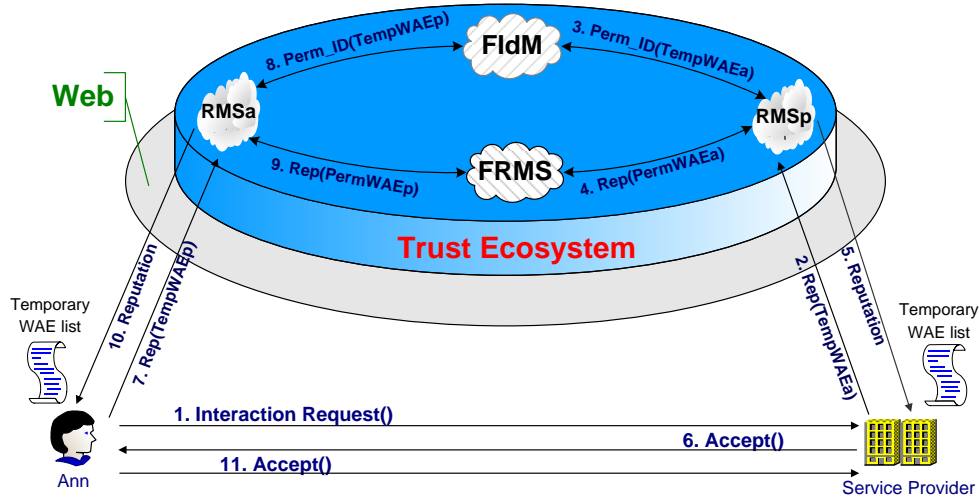 8. Perm_ID(TempWAEp)
FIdM
3. Perm_ID(TempWAEa)
Web
RMSa
RMSp
9. Rep(PermWAEp)
FRMS
4. Rep(PermWAEa)
Trust Ecosystem
10. Reputation
7. Rep(TempWAEp)
2. Rep(TempWAEa)
5. Reputation
Temporary
WAE list
Temporary
WAE list
1. Interaction Request()
6. Accept()
11. Accept()
Ann
Service Provider